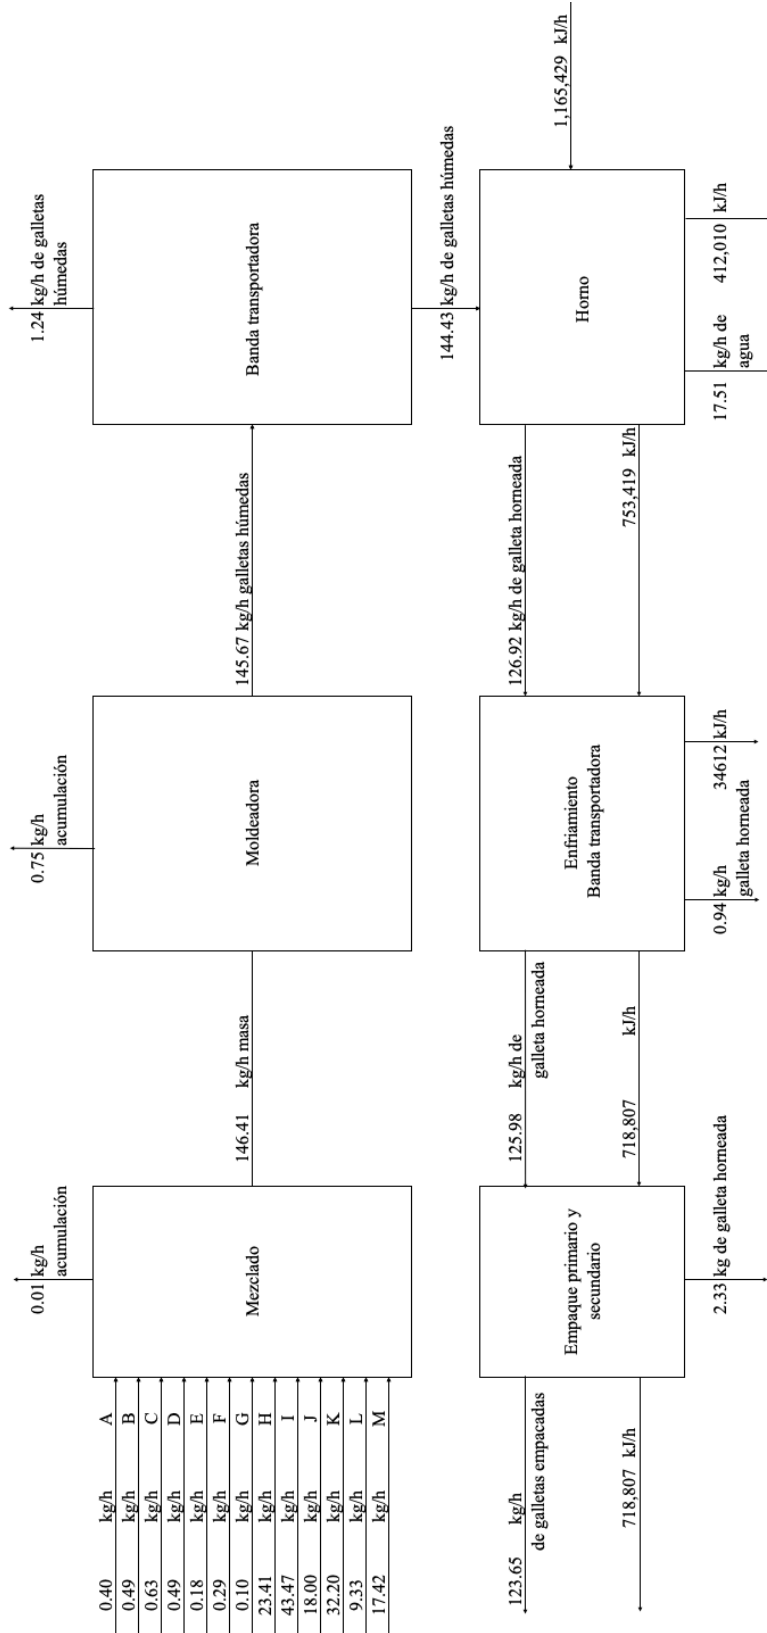 0.01 kg/h
acumulación
0.75 kg/h
acumulación
1.24 kg/h de galletas
húmedas
0.40 kg/h A
0.49 kg/h B
0.63 kg/h C
0.49 kg/h D
0.18 kg/h E
0.29 kg/h F
0.10 kg/h G
23.41 kg/h H
43.47 kg/h I
18.00 kg/h J
32.20 kg/h K
9.33 kg/h L
17.42 kg/h M
Mezclado
146.41 kg/h masa
Moldeadora
145.67 kg/h galletas húmedas
Banda transportadora
144.43 kg/h de galletas húmedas
123.65 kg/h
de galletas empacadas
718,807 kJ/h
Empaque primario y
secundario
125.98 kg/h de
galleta horneada
718,807 kJ/h
Enfriamiento
Banda transportadora
126.92 kg/h de galleta horneada
753,419 kJ/h
Horno
1,165,429 kJ/h
2.33 kg de galleta horneada
0.94 kg/h
galleta horneada
34612 kJ/h
17.51 kg/h de
agua
412,010 kJ/h